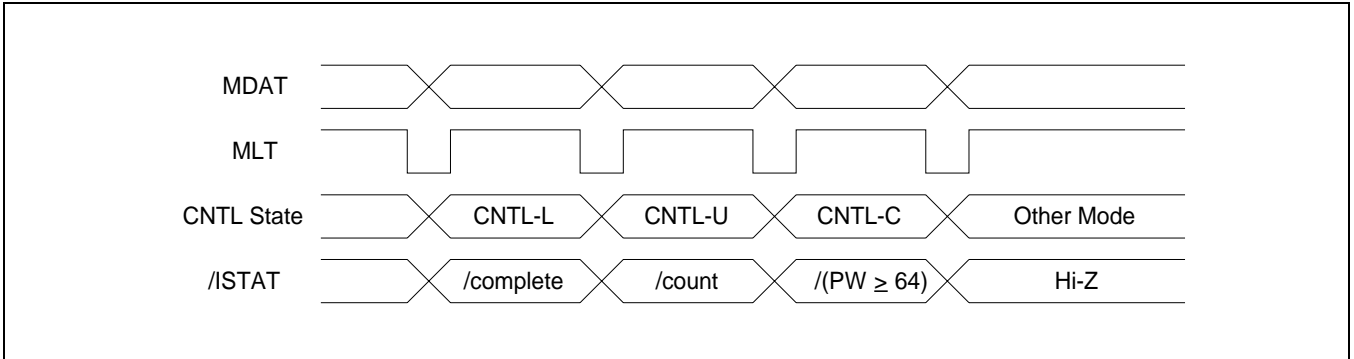 MDAT
MLT
CNTL State CNTL-L CNTL-U CNTL-C Other Mode
/ISTAT /complete /count /(PW ≥ 64) Hi-Z